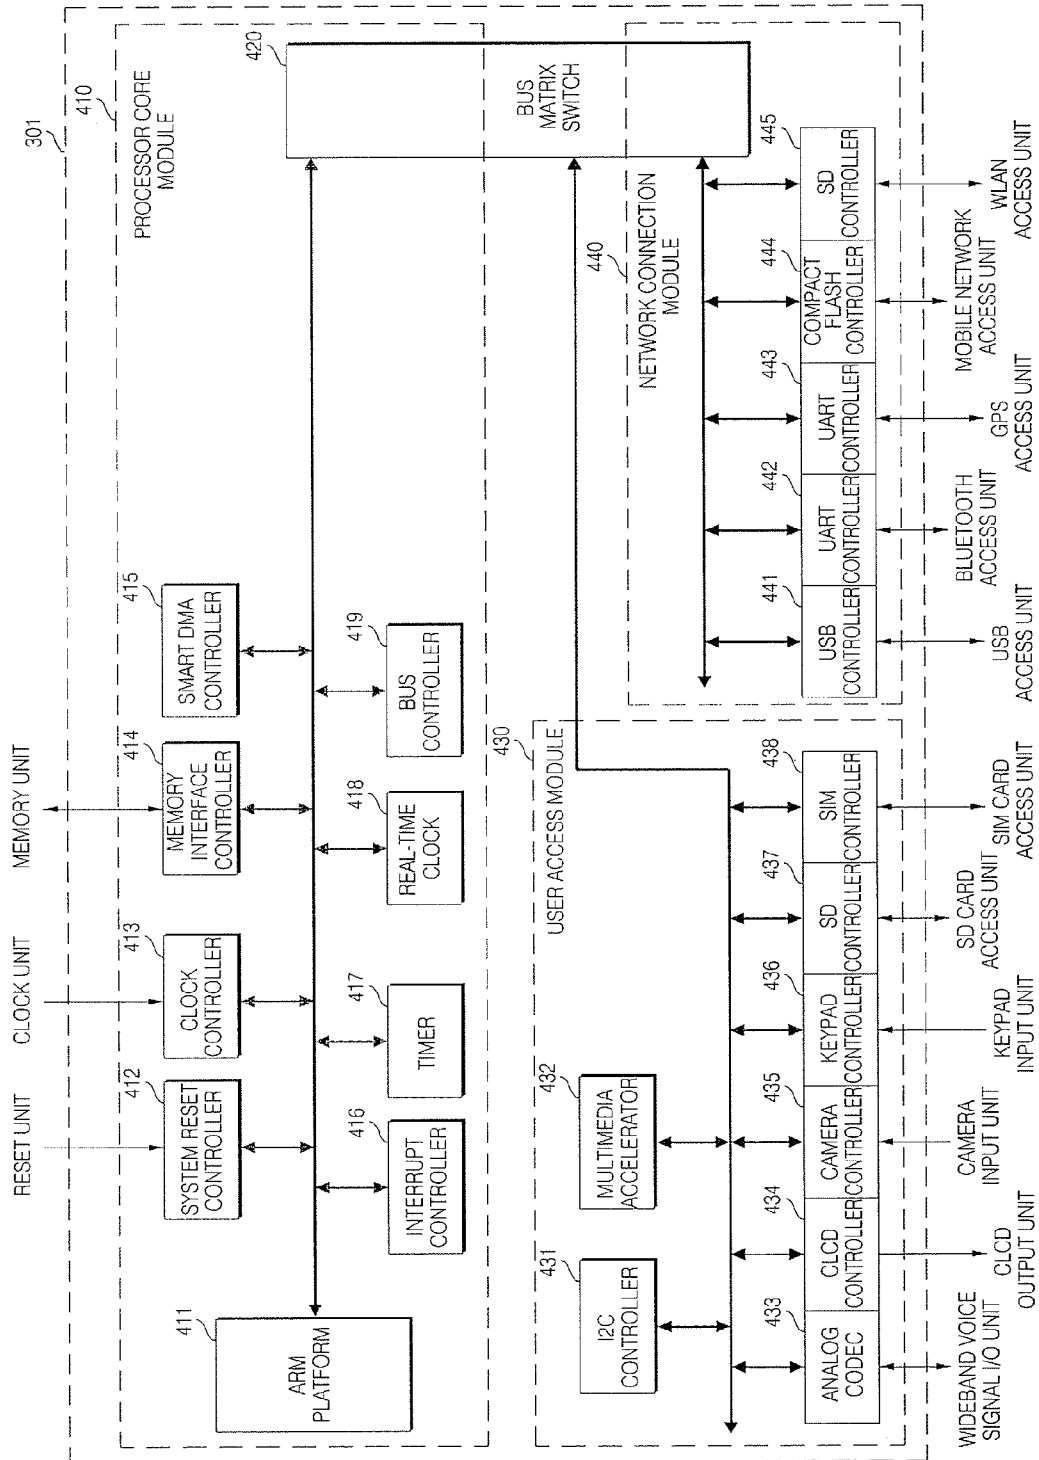 301
410
PROCESSOR CORE
MODULE
420
BUS
MATRIX
SWITCH
RESET UNIT
CLOCK UNIT
MEMORY UNIT
411
ARM
PLATFORM
412
SYSTEM RESET
CONTROLLER
413
CLOCK
CONTROLLER
414
MEMORY
INTERFACE
CONTROLLER
415
SMART DMA
CONTROLLER
416
INTERRUPT
CONTROLLER
417
TIMER
418
REAL-TIME
CLOCK
419
BUS
CONTROLLER
430
USER ACCESS MODULE
431
I2C
CONTROLLER
432
MULTIMEDIA
ACCELERATOR
433
ANALOG
CODEC
434
CLCD
CONTROLLER
435
CAMERA
CONTROLLER
436
KEYPAD
CONTROLLER
437
SD
CONTROLLER
438
SIM
CONTROLLER
WIDEBAND VOICE
SIGNAL I/O UNIT
CLCD
OUTPUT UNIT
CAMERA
INPUT UNIT
KEYPAD
INPUT UNIT
SD CARD
ACCESS UNIT
SIM CARD
ACCESS UNIT
440
NETWORK CONNECTION
MODULE
441
USB
CONTROLLER
442
UART
CONTROLLER
443
UART
CONTROLLER
444
COMPACT
FLASH
CONTROLLER
445
SD
CONTROLLER
USB
ACCESS UNIT
BLUETOOTH
ACCESS UNIT
GPS
ACCESS UNIT
MOBILE NETWORK
ACCESS UNIT
WLAN
ACCESS UNIT